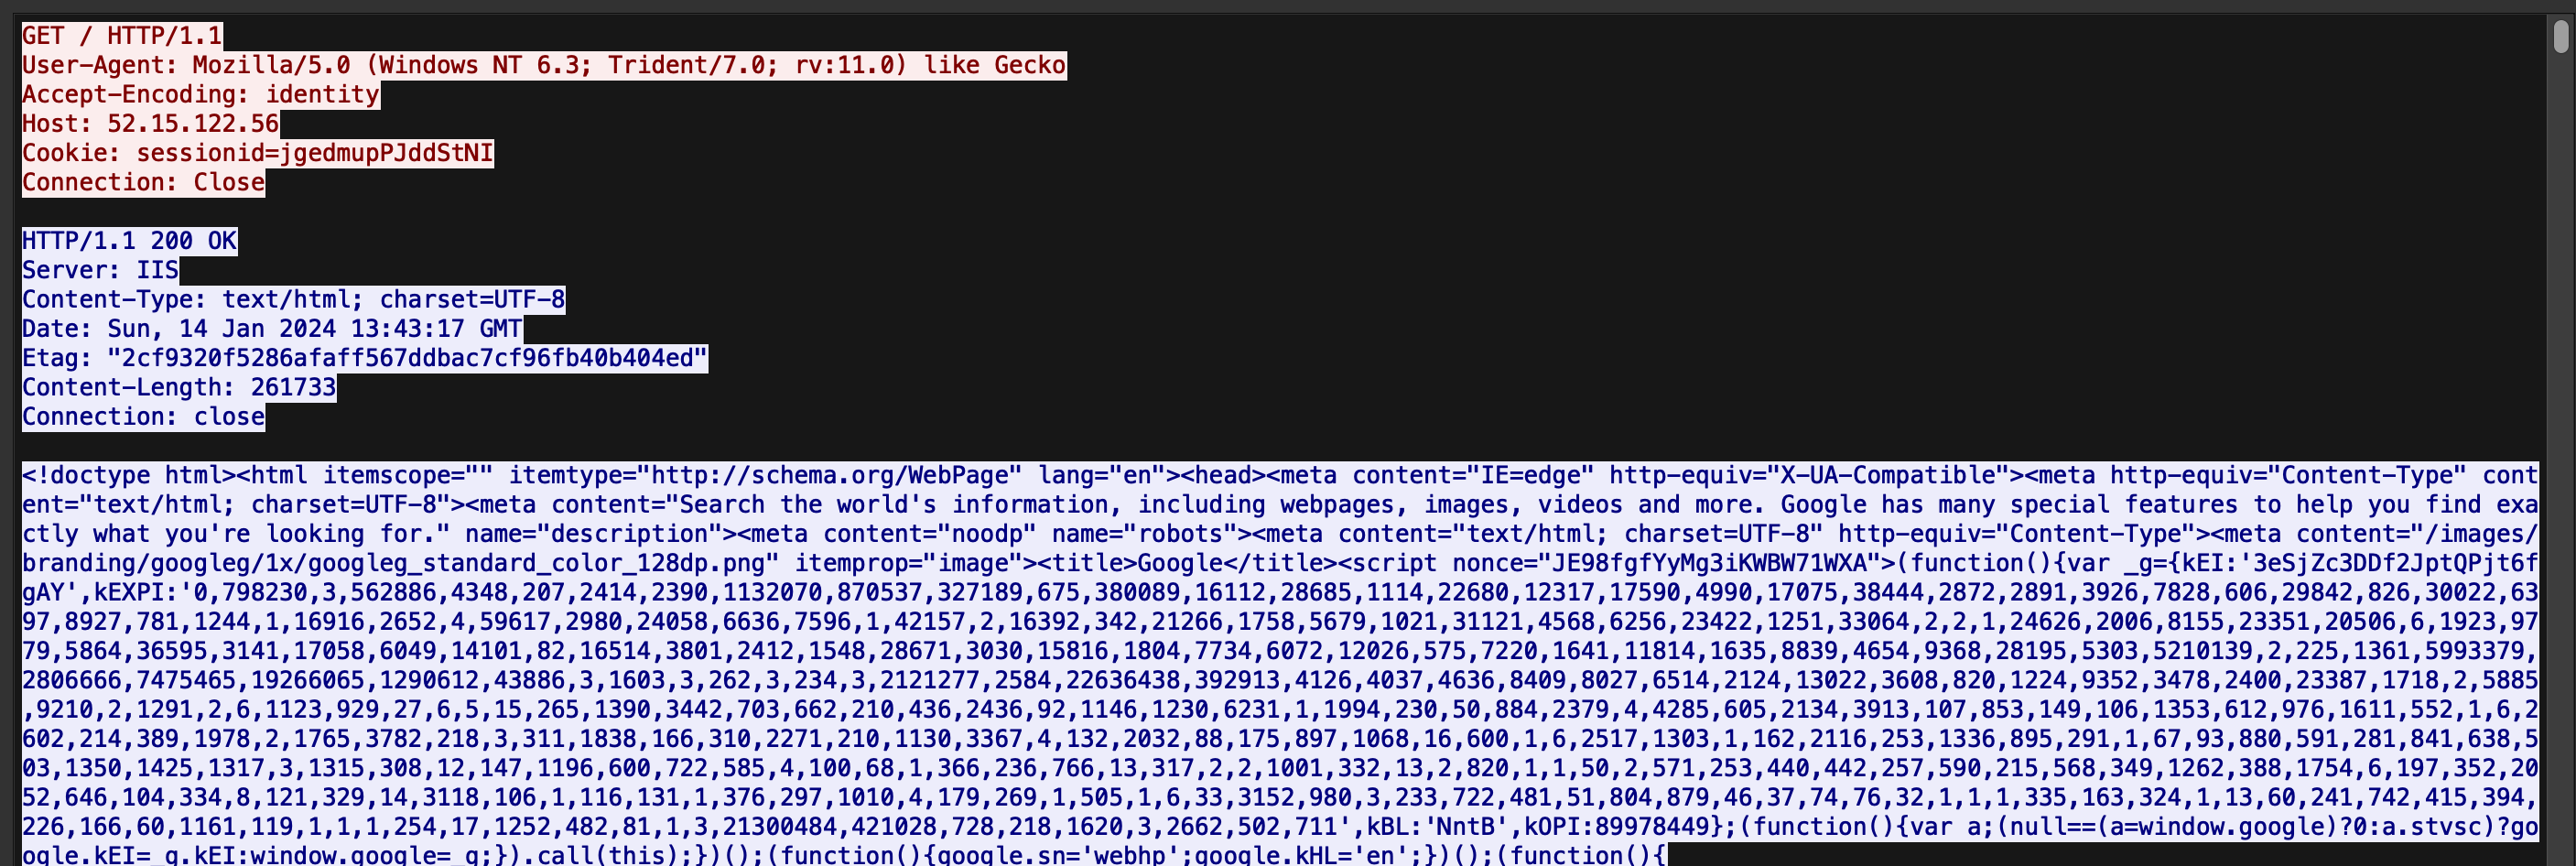 GET / HTTP/1.1
User-Agent: Mozilla/5.0 (Windows NT 6.3; Trident/7.0; rv:11.0) like Gecko
Accept-Encoding: identity
Host: 52.15.122.56
Cookie: sessionid=jgedmupPJddStNI
Connection: Close
HTTP/1.1 200 OK
Server: IIS
Content-Type: text/html; charset=UTF-8
Date: Sun, 14 Jan 2024 13:43:17 GMT
Etag: "2cf9320f5286afaff567ddbac7cf96fb40b404ed"
Content-Length: 261733
Connection: close
<!doctype html><html itemscope="" itemtype="http://schema.org/WebPage" lang="en"><head><meta content="IE=edge" http-equiv="X-UA-Compatible"><meta http-equiv="Content-Type" cont
ent="text/html; charset=UTF-8"><meta content="Search the world's information, including webpages, images, videos and more. Google has many special features to help you find exa
ctly what you're looking for." name="description"><meta content="noodp" name="robots"><meta content="text/html; charset=UTF-8" http-equiv="Content-Type"><meta content="/images/
branding/googleg/1x/googleg_standard_color_128dp.png" itemprop="image"><title>Google</title><script nonce="JE98fgfYyMg3iKWBW71WXA">(function(){var _g={kEI:'3eSjZc3DDf2JptQPjt6f
gAY',kEXPI:'0,798230,3,562886,4348,207,2414,2390,1132070,870537,327189,675,380089,16112,28685,1114,22680,12317,17590,4990,17075,38444,2872,2891,3926,7828,606,29842,826,30022,63
97,8927,781,1244,1,16916,2652,4,59617,2980,24058,6636,7596,1,42157,2,16392,342,21266,1758,5679,1021,31121,4568,6256,23422,1251,33064,2,2,1,24626,2006,8155,23351,20506,6,1923,97
79,5864,36595,3141,17058,6049,14101,82,16514,3801,2412,1548,28671,3030,15816,1804,7734,6072,12026,575,7220,1641,11814,1635,8839,4654,9368,28195,5303,5210139,2,225,1361,5993379,
2806666,7475465,19266065,1290612,43886,3,1603,3,262,3,234,3,2121277,2584,22636438,392913,4126,4037,4636,8409,8027,6514,2124,13022,3608,820,1224,9352,3478,2400,23387,1718,2,5885
,9210,2,1291,2,6,1123,929,27,6,5,15,265,1390,3442,703,662,210,436,2436,92,1146,1230,6231,1,1994,230,50,884,2379,4,4285,605,2134,3913,107,853,149,106,1353,612,976,1611,552,1,6,2
602,214,389,1978,2,1765,3782,218,3,311,1838,166,310,2271,210,1130,3367,4,132,2032,88,175,897,1068,16,600,1,6,2517,1303,1,162,2116,253,1336,895,291,1,67,93,880,591,281,841,638,5
03,1350,1425,1317,3,1315,308,12,147,1196,600,722,585,4,100,68,1,366,236,766,13,317,2,2,1001,332,13,2,820,1,1,50,2,571,253,440,442,257,590,215,568,349,1262,388,1754,6,197,352,20
52,646,104,334,8,121,329,14,3118,106,1,116,131,1,376,297,1010,4,179,269,1,505,1,6,33,3152,980,3,233,722,481,51,804,879,46,37,74,76,32,1,1,1,335,163,324,1,13,60,241,742,415,394,
226,166,60,1161,119,1,1,1,254,17,1252,482,81,1,3,21300484,421028,728,218,1620,3,2662,502,711',kBL:'NntB',kOPI:89978449};(function(){var a;(null==(a=window.google)?0:a.stvsc)?go
ogle.kEI=_g.kEI:window.google=_g;}).call(this);})();(function(){google.sn='webhp';google.kHL='en';})();(function(){